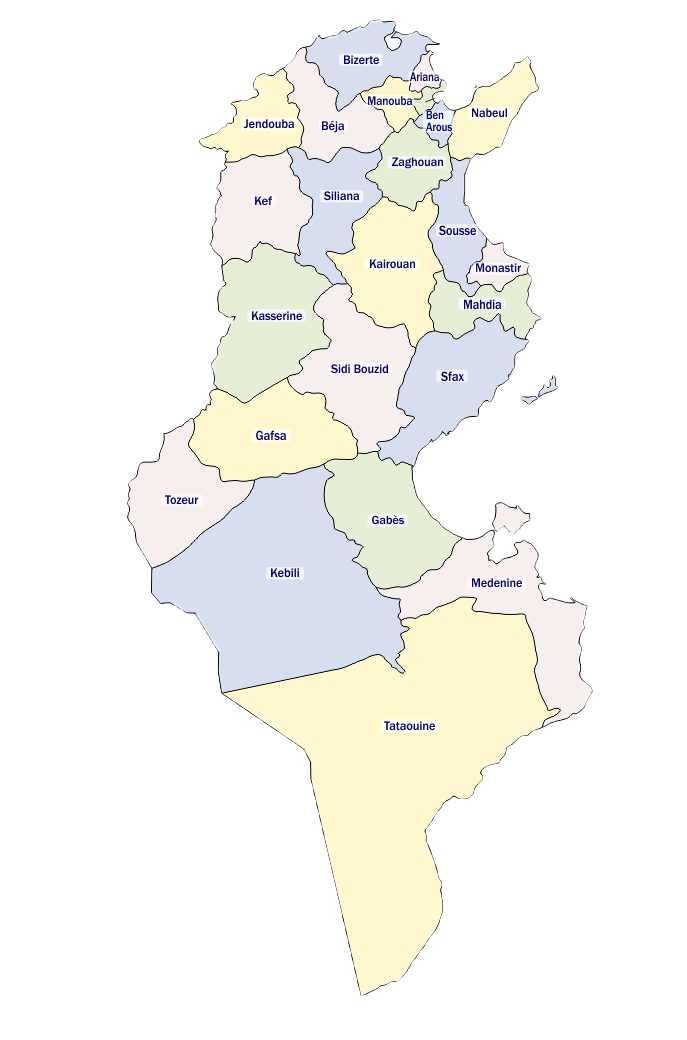 Bizerte
Ariana
Manouba
Nabeul
Ben
Arous
Jendouba
Béja
Zaghouan
Siliana
Kef
Sousse
Kairouan
Monastir
Mahdia
Kasserine
Sidi Bouzid
Sfax
Gafsa
Tozeur
Gabès
Kebili
Medenine
Tataouine